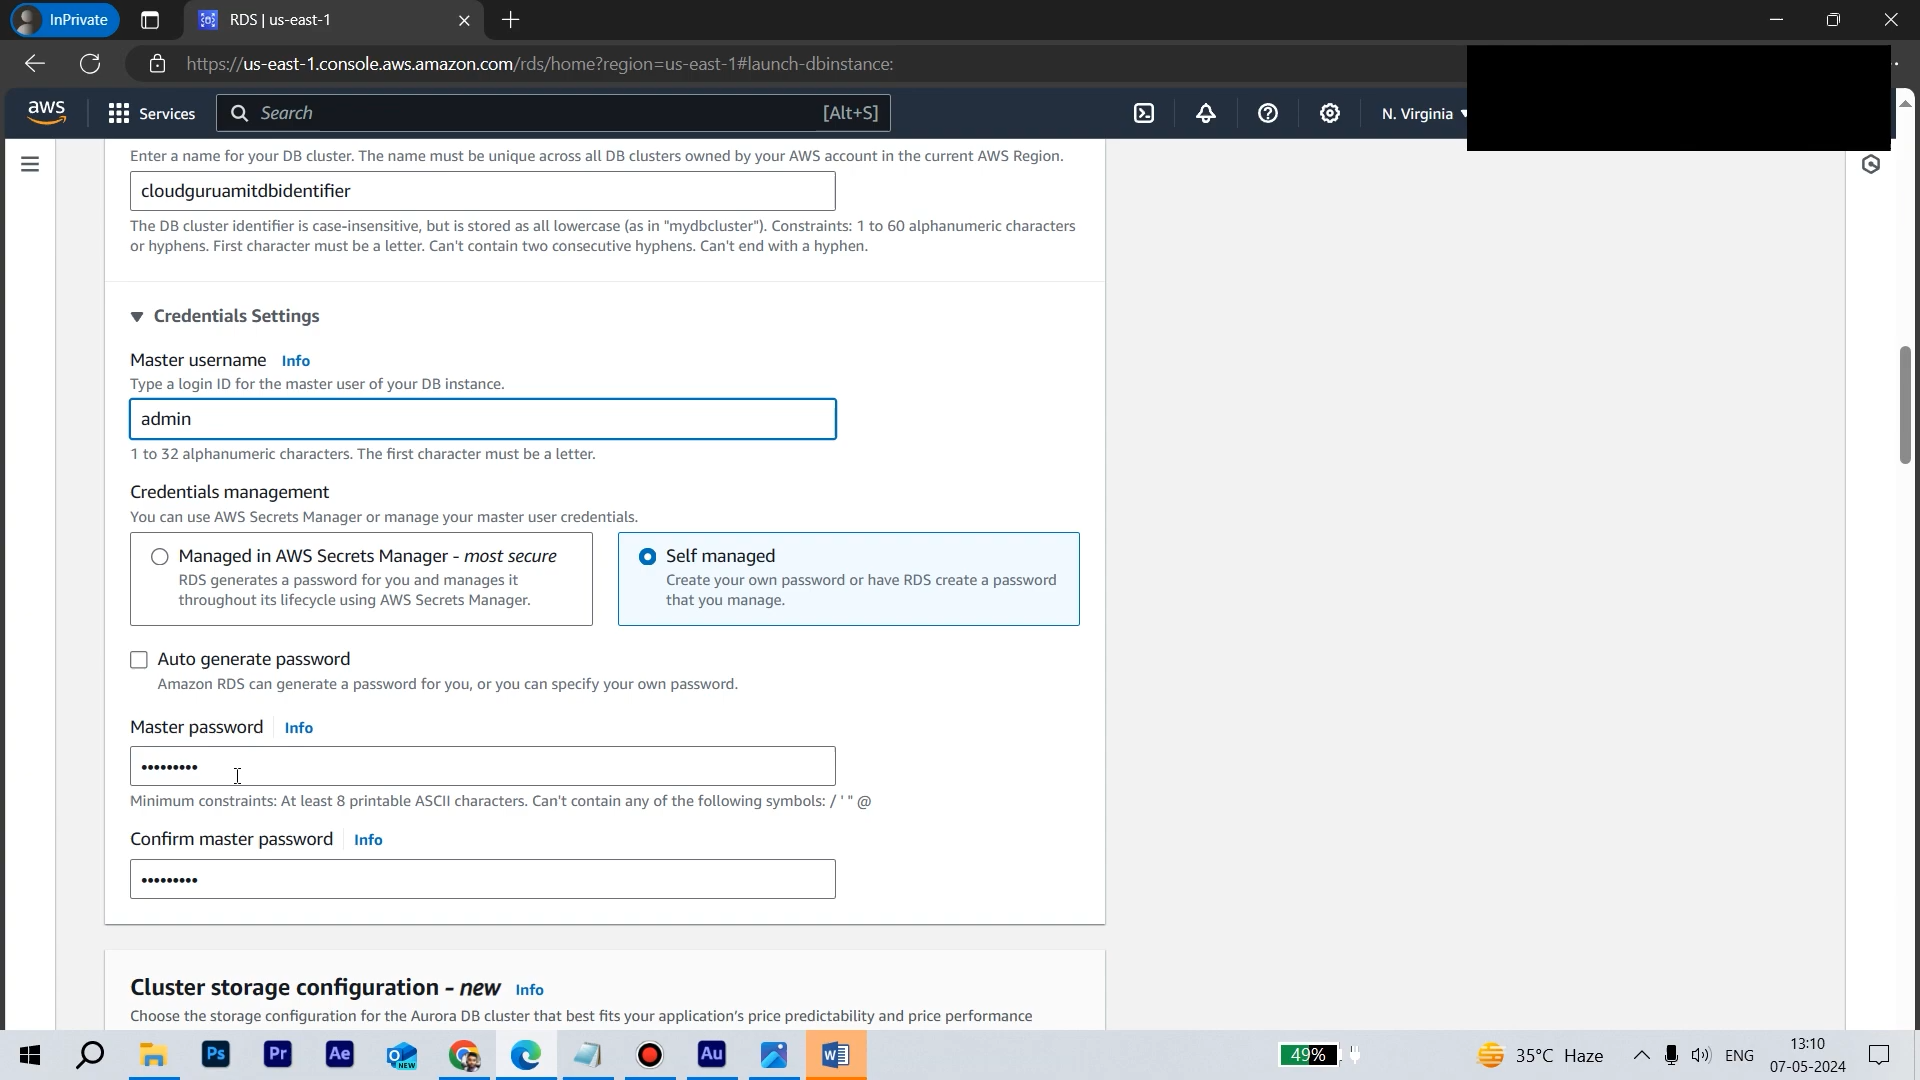 InPrivate
RDS | us-east-1
https://us-east-1.console.aws.amazon.com/rds/home?region=us-east-1#launch-dbinstance:
aws
Services
Search
[Alt+S]
N. Virginia
Enter a name for your DB cluster. The name must be unique across all DB clusters owned by your AWS account in the current AWS Region.
cloudguruamitdbidentifier
The DB cluster identifier is case-insensitive, but is stored as all lowercase (as in "mydbcluster"). Constraints: 1 to 60 alphanumeric characters
or hyphens. First character must be a letter. Can't contain two consecutive hyphens. Can't end with a hyphen.
Credentials Settings
Master username Info
Type a login ID for the master user of your DB instance.
admin
1 to 32 alphanumeric characters. The first character must be a letter.
Credentials management
You can use AWS Secrets Manager or manage your master user credentials.
Managed in AWS Secrets Manager - most secure
RDS generates a password for you and manages it
throughout its lifecycle using AWS Secrets Manager.
Self managed
Create your own password or have RDS create a password
that you manage.
Auto generate password
Amazon RDS can generate a password for you, or you can specify your own password.
Master password Info
•••••••••
Minimum constraints: At least 8 printable ASCII characters. Can't contain any of the following symbols: / ' " @
Confirm master password Info
•••••••••
Cluster storage configuration - new Info
Choose the storage configuration for the Aurora DB cluster that best fits your application's price predictability and price performance
Ps
Pr
Ae
NEW
Au
49%
35°C Haze
ENG
13:10
07-05-2024